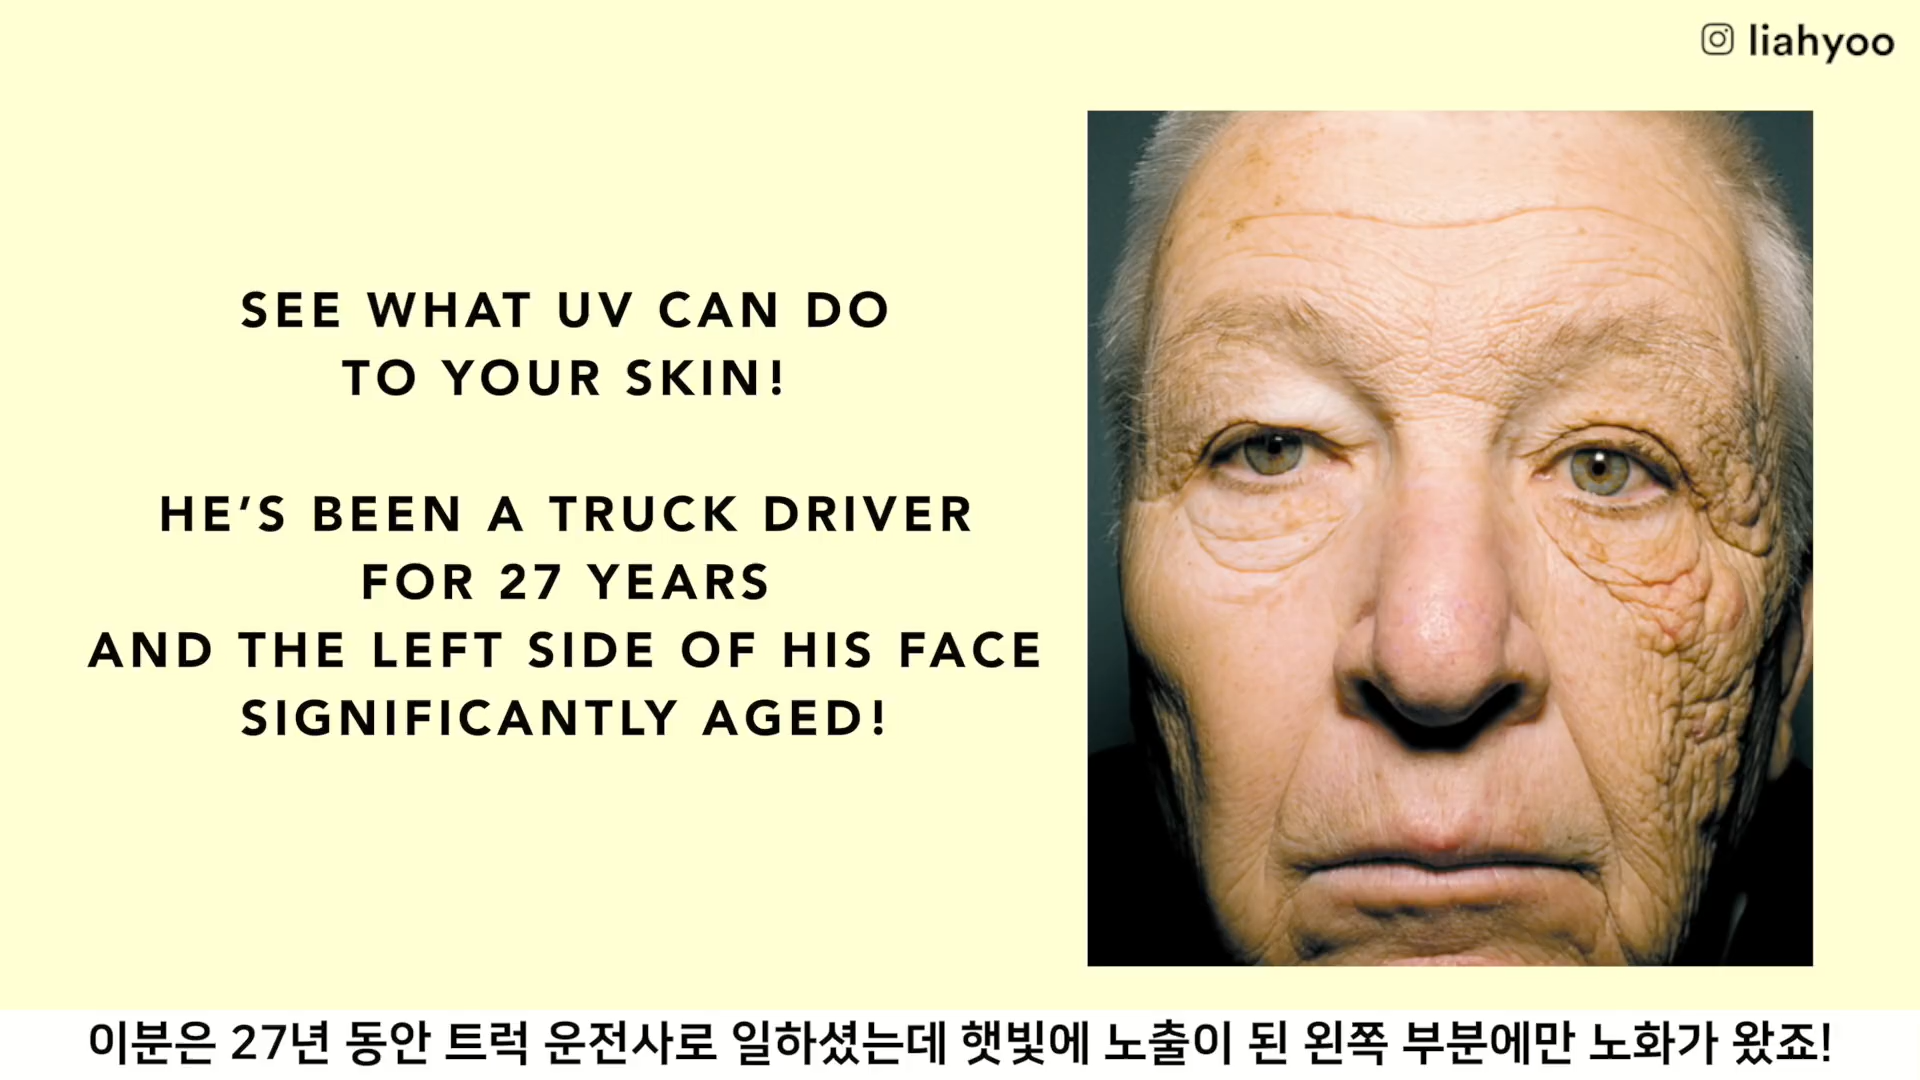 liahyoo
SEE WHAT UV CAN DO
TO YOUR SKIN!
HE'S BEEN A TRUCK DRIVER
FOR 27 YEARS
AND THE LEFT SIDE OF HIS FACE
SIGNIFICANTLY AGED!
이분은 27년 동안 트럭 운전사로 일하셨는데 햇빛에 노출이 된 왼쪽 부분에만 노화가 왔죠!